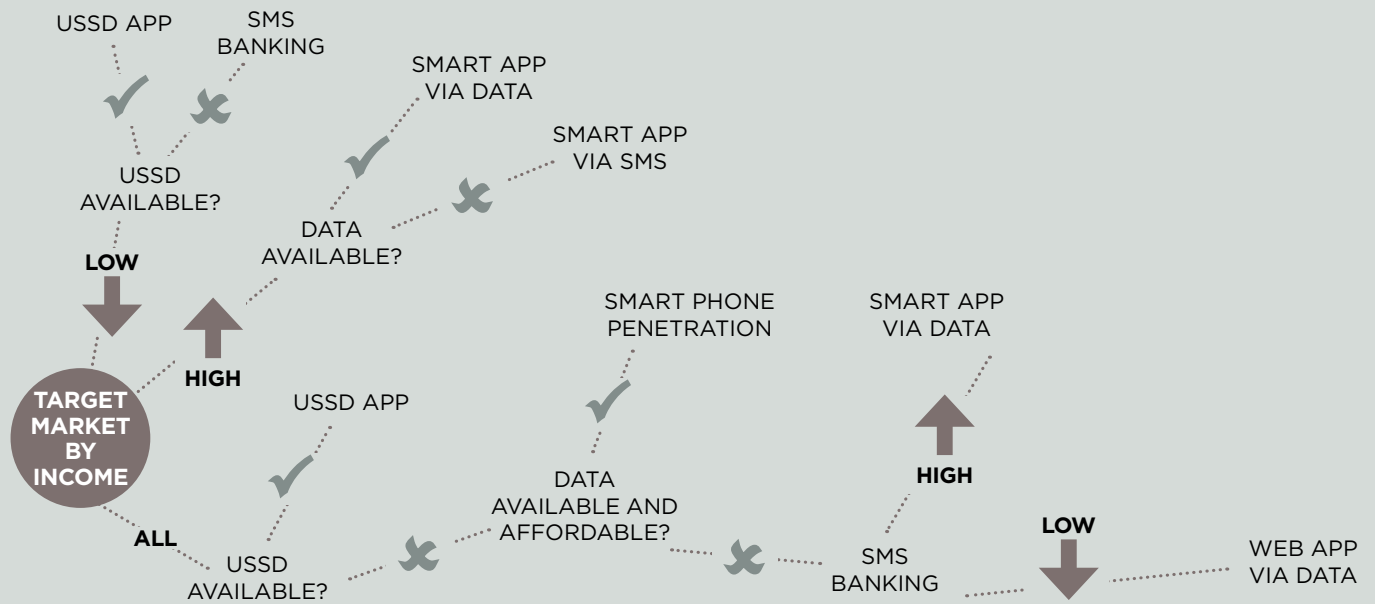 USSD APP
SMS
BANKING
SMART APP
VIA DATA
SMART APP
VIA SMS
USSD
AVAILABLE?
DATA
AVAILABLE?
LOW
HIGH
TARGET
MARKET
BY
INCOME
ALL
USSD APP
USSD
AVAILABLE?
SMART PHONE
PENETRATION
DATA
AVAILABLE AND
AFFORDABLE?
SMART APP
VIA DATA
HIGH
SMS
BANKING
LOW
WEB APP
VIA DATA